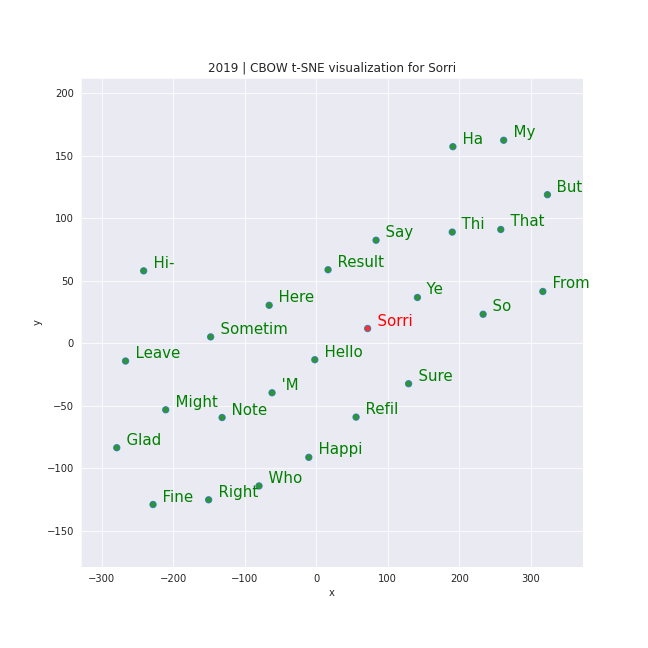 2019 | CBOW t-SNE visualization for Sorri
200
150
100
50
0
−50
−100
−150
y
Ha
My
But
Thi
That
Say
Result
Hi-
From
Ye
Here
So
Sorri
Sometim
Hello
Leave
Sure
'M
Might
Note
Refil
Glad
Happi
Who
Right
Fine
−300
−200
−100
0
100
200
300
x